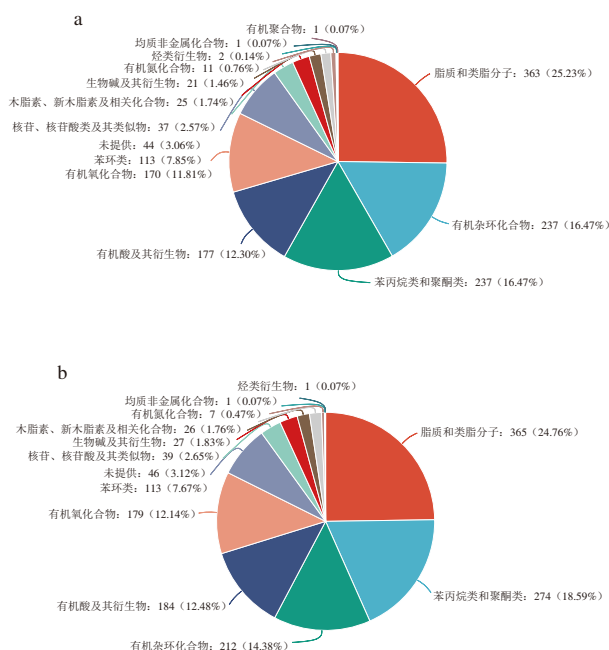 a
有机聚合物：1（0.07%）
均质非金属化合物：1（0.07%）
烃类衍生物：2（0.14%）
有机氮化合物：11（0.76%）
生物碱及其衍生物：21（1.46%）
木脂素、新木脂素及相关化合物：25（1.74%）
核苷、核苷酸类及其类似物：37（2.57%）
未提供：44（3.06%）
苯环类：113（7.85%）
有机氧化合物：170（11.81%）
有机酸及其衍生物：177（12.30%）
脂质和类脂分子：363（25.23%）
有机杂环化合物：237（16.47%）
苯丙烷类和聚酮类：237（16.47%）
b
烃类衍生物：1（0.07%）
均质非金属化合物：1（0.07%）
有机氮化合物：7（0.47%）
木脂素、新木脂素及相关化合物：26（1.76%）
生物碱及其衍生物：27（1.83%）
核苷、核苷酸及其类似物：39（2.65%）
未提供：46（3.12%）
苯环类：113（7.67%）
有机氧化合物：179（12.14%）
有机酸及其衍生物：184（12.48%）
有机杂环化合物：212（14.38%）
脂质和类脂分子：365（24.76%）
苯丙烷类和聚酮类：274（18.59%）